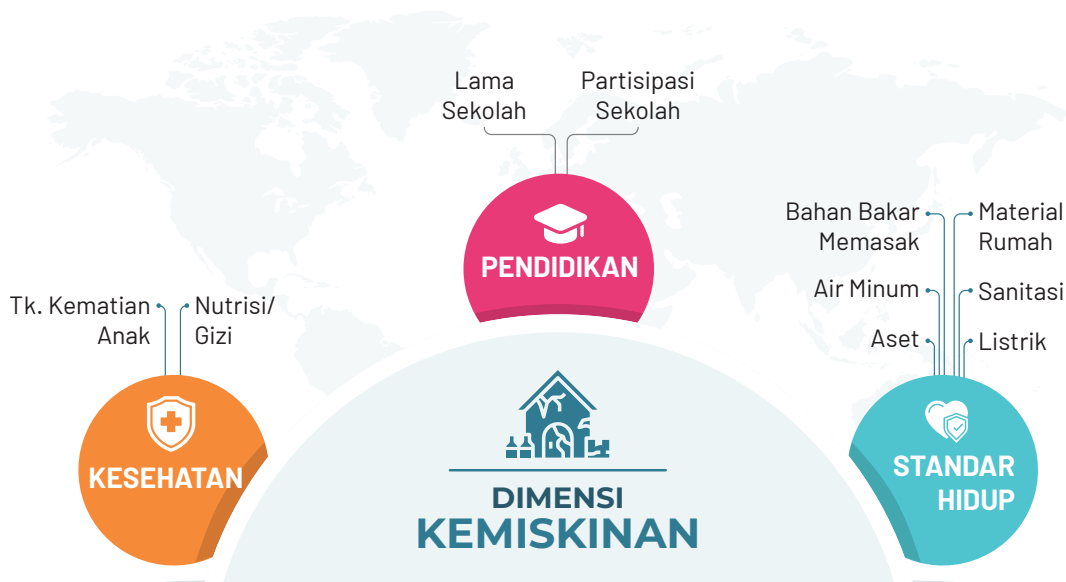 Lama
Sekolah
Partisipasi
Sekolah
PENDIDIKAN
Tk. Kematian
Anak
Nutrisi/
Gizi
KESEHATAN
Bahan Bakar
Memasak
Material
Rumah
Air Minum
Sanitasi
Aset
Listrik
STANDAR
HIDUP
DIMENSI
KEMISKINAN